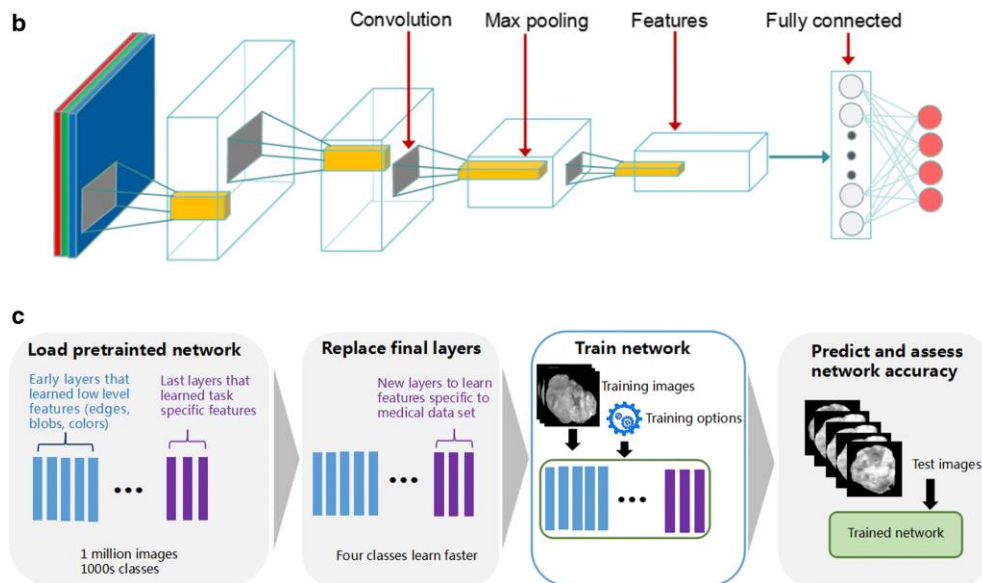 b
Convolution
Max pooling
Features
Fully connected
c
Load pretrainted network
Early layers that
learned low level
features (edges,
blobs, colors)
Last layers that
learned task
specific features
1 million images
1000s classes
Replace final layers
New layers to learn
features specific to
medical data set
Four classes learn faster
Train network
Training images
Training options
Predict and assess
network accuracy
Test images
Trained network